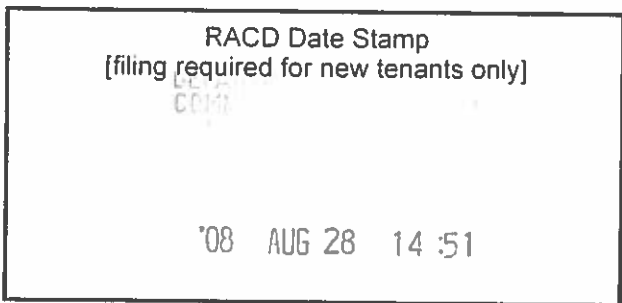 RACD Date Stamp
[filing required for new tenants only]
'08 AUG 28 14:51